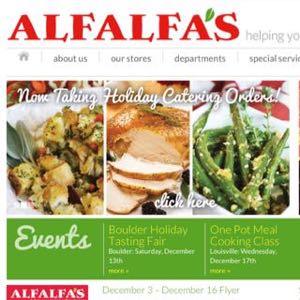 ALFALFA'S helping you
about us our stores departments special servic
Now Taking Holiday Catering Orders!
click here
Events
Boulder Holiday
Tasting Fair
Boulder: Saturday, December
13th
more »
One Pot Meal
Cooking Class
Louisville: Wednesday,
December 17th
more »
ALFALFA'S December 3 – December 16 Flyer